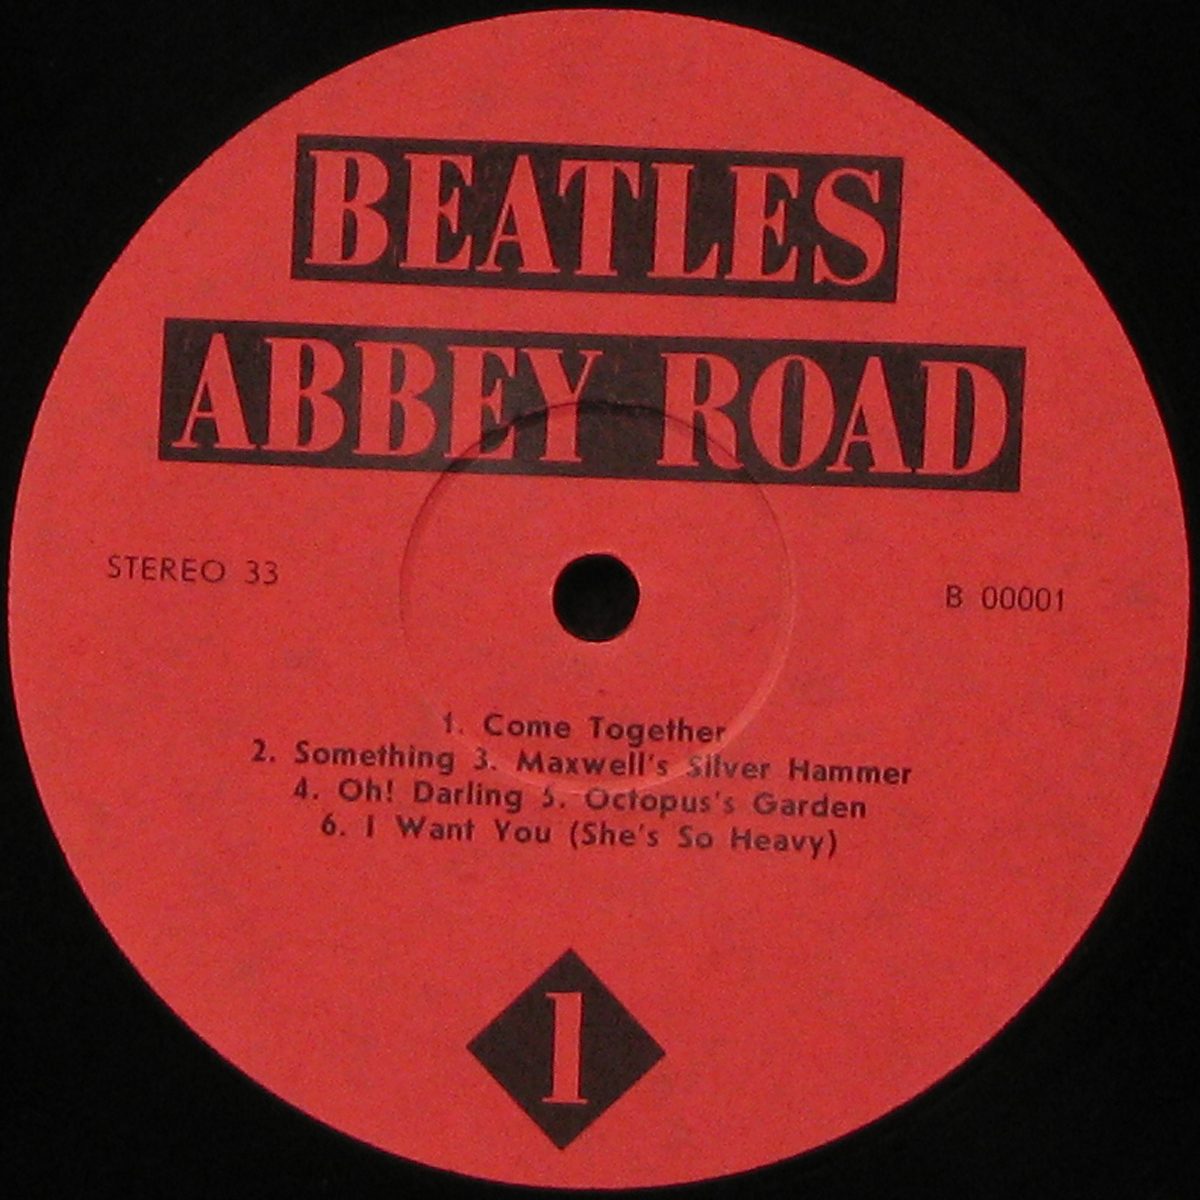 BEATLES
ABBEY ROAD
STEREO 33
B 00001
1. Come Together
2. Something 3. Maxwell's Silver Hammer
4. Oh! Darling 5. Octopus's Garden
6. I Want You (She's So Heavy)
1